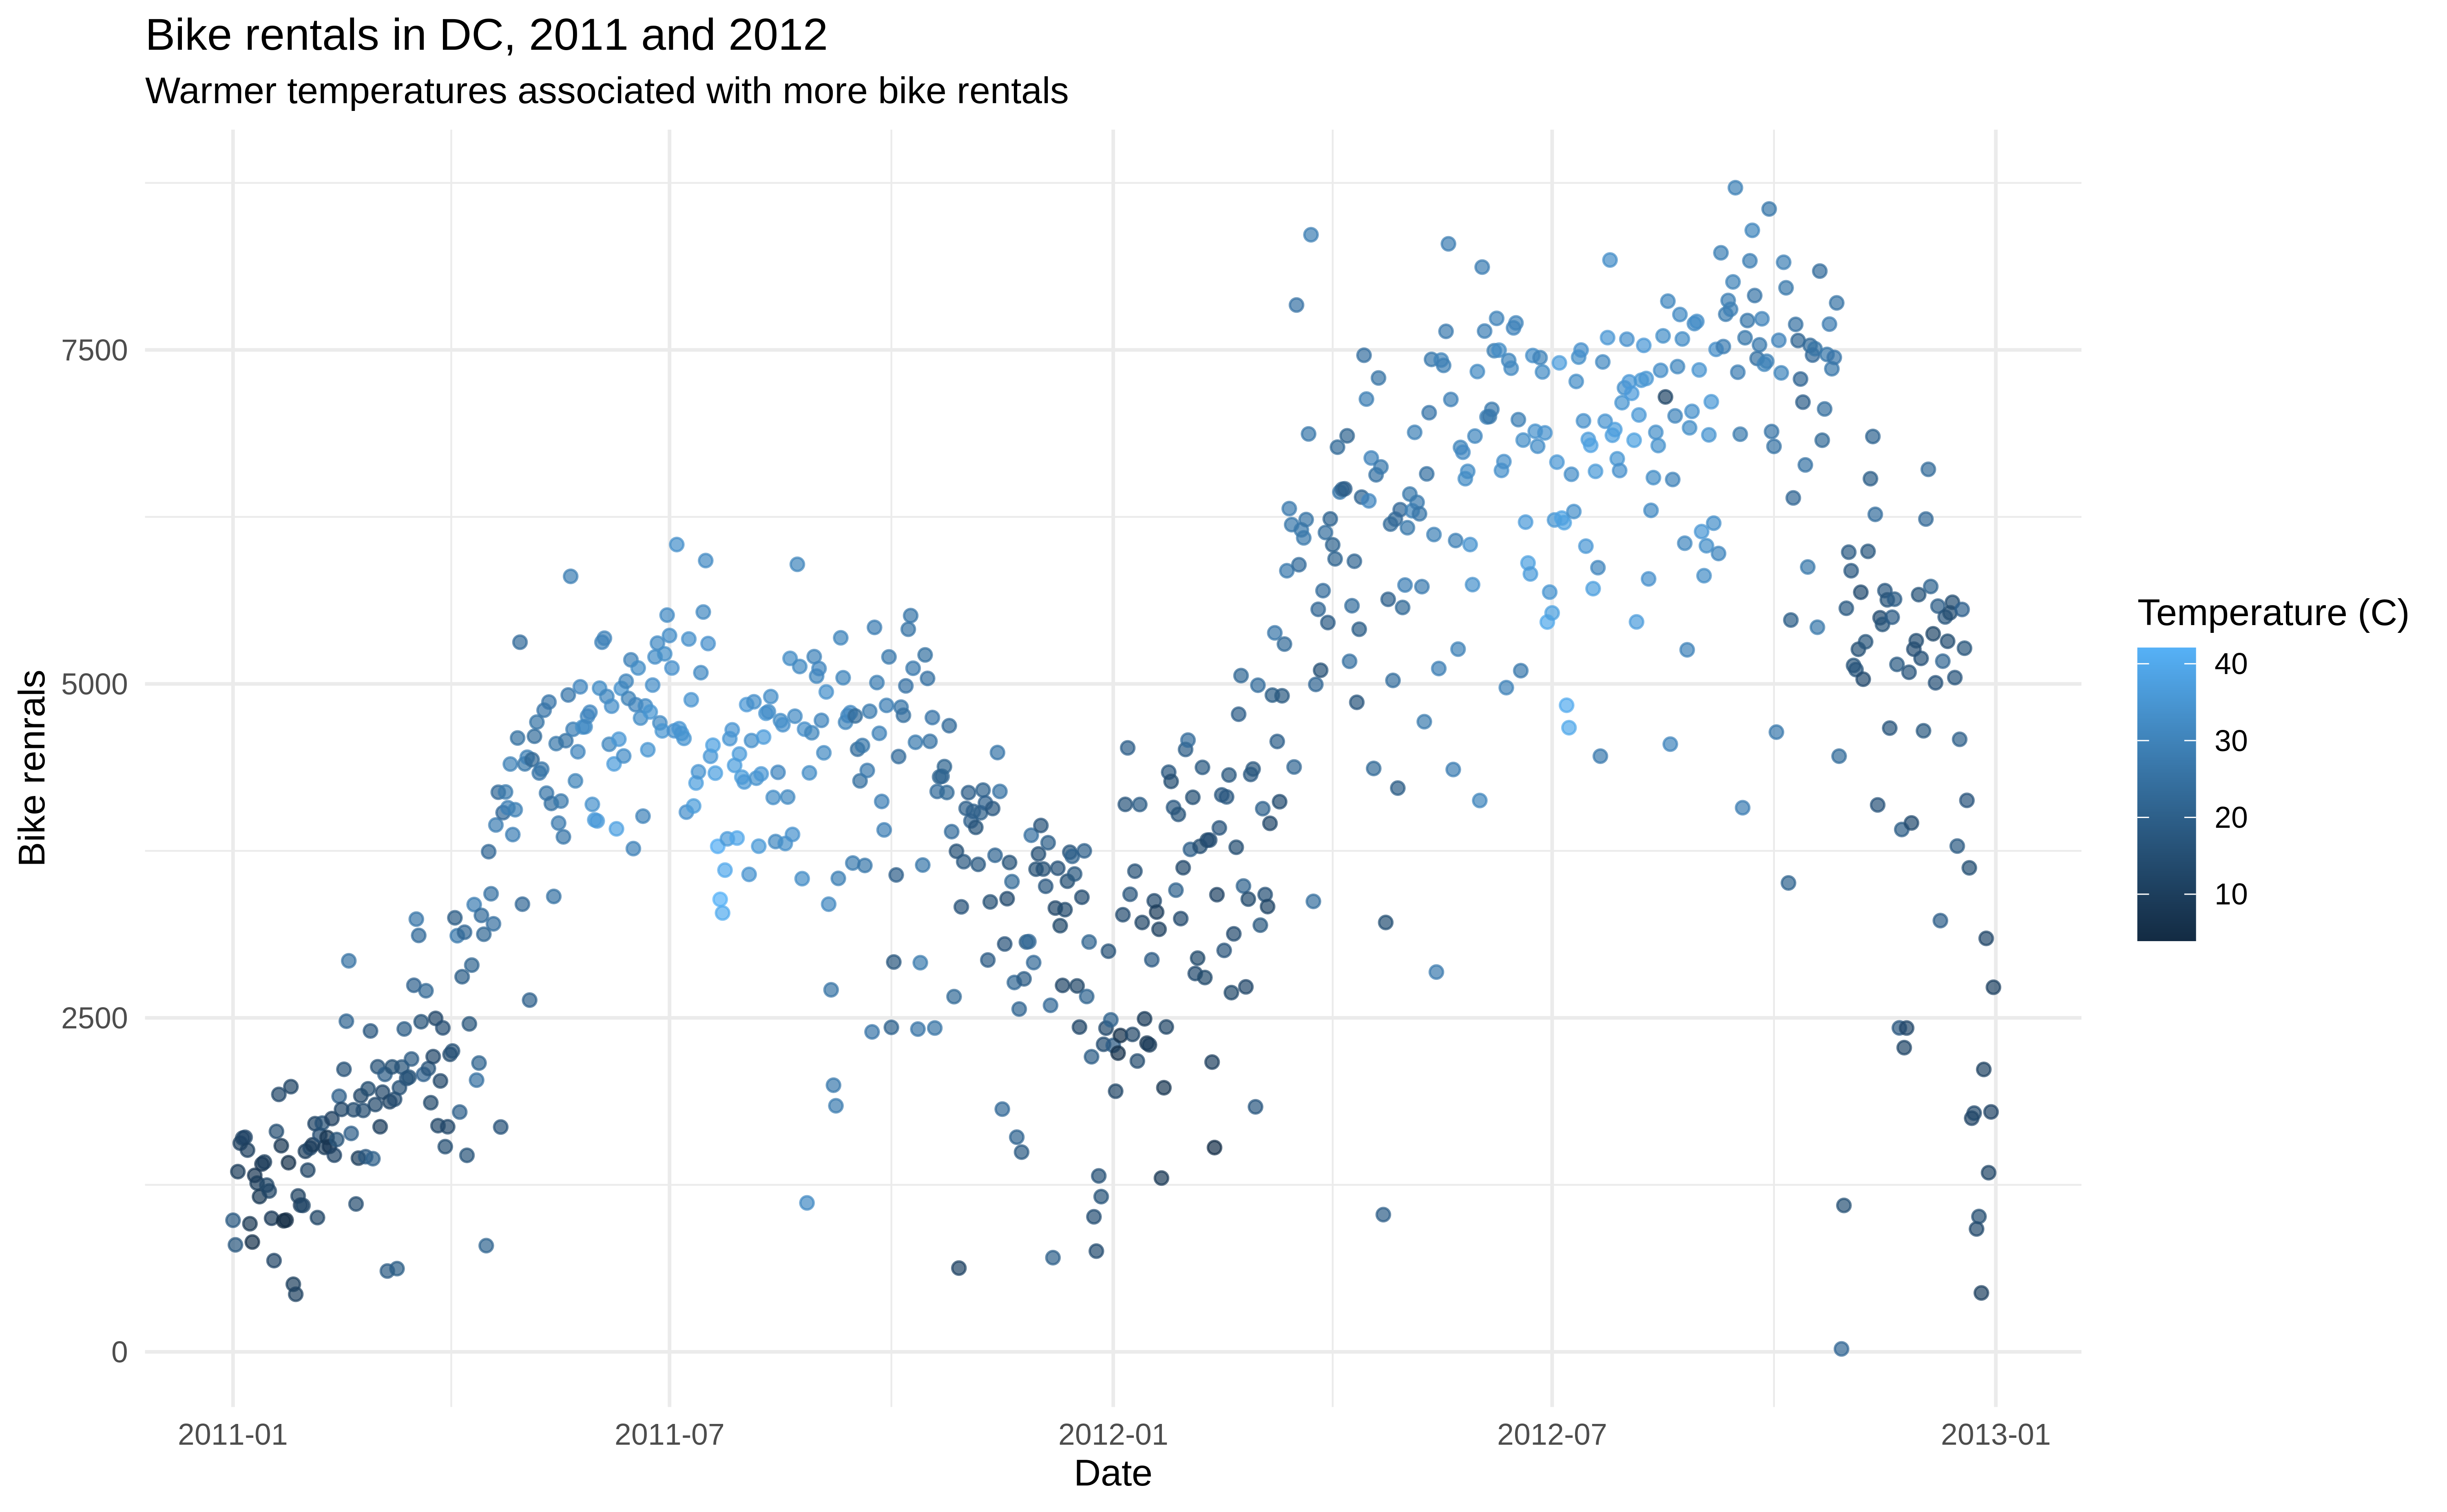 Bike rentals in DC, 2011 and 2012
Warmer temperatures associated with more bike rentals
7500
5000
2500
0
Bike renrals
2011-01
2011-07
2012-01
2012-07
2013-01
Date
Temperature (C)
40
30
20
10